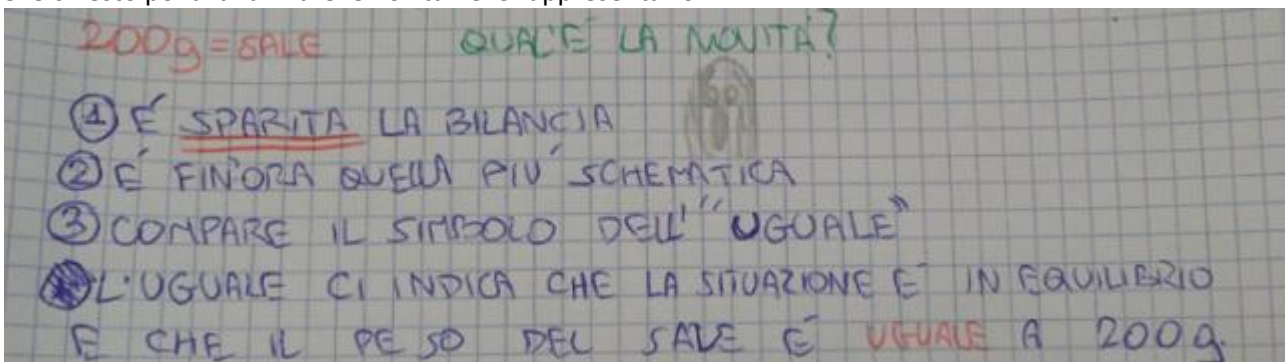 200g = SALE QUAL'È LA NOVITÀ?
① È SPARITA LA BILANCIA
② È FIN'ORA QUELLA PIÙ SCHEMATICA
③ COMPARE IL SIMBOLO DELL' "UGUALE"
L'UGUALE CI INDICA CHE LA SITUAZIONE È IN EQUILIBRIO
E CHE IL PESO DEL SALE È UGUALE A 200g.